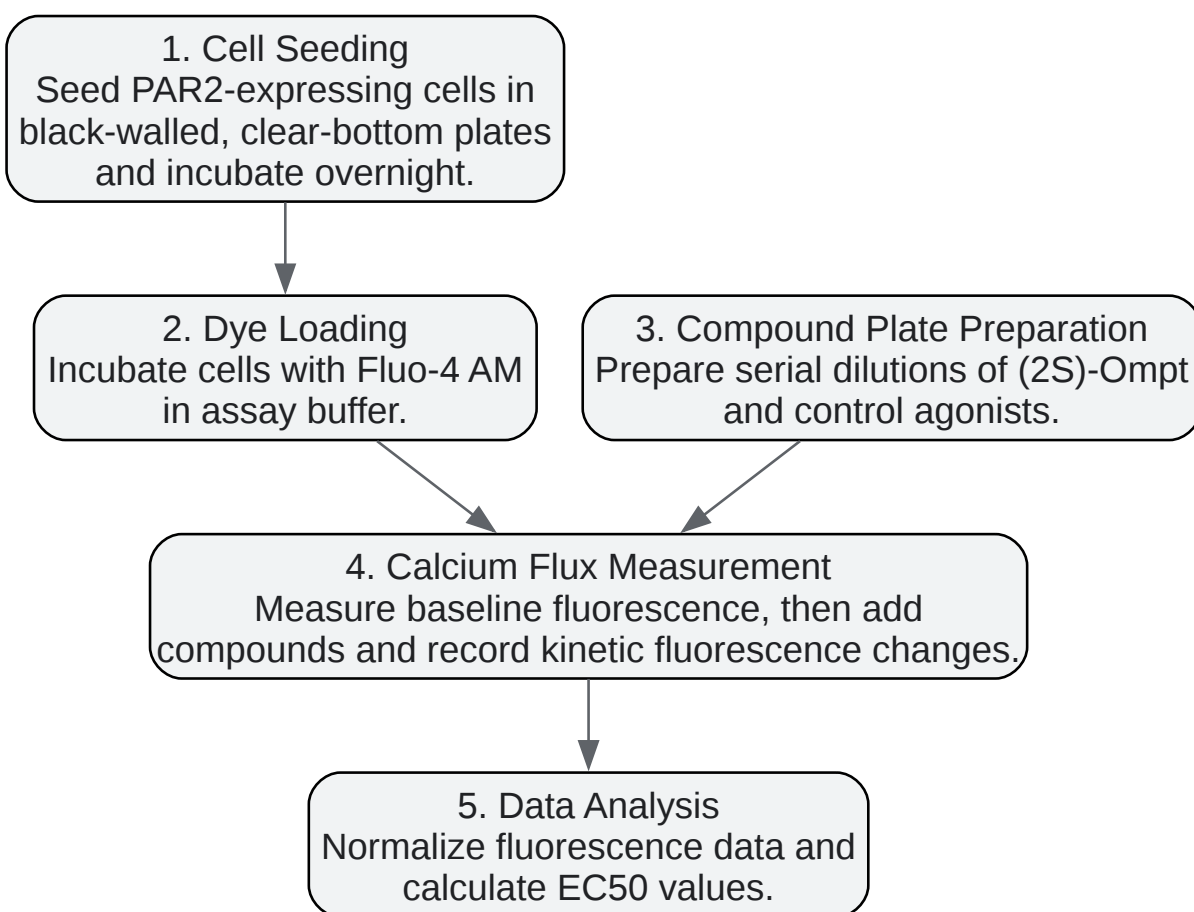 1. Cell Seeding
Seed PAR2-expressing cells in
black-walled, clear-bottom plates
and incubate overnight.
2. Dye Loading
Incubate cells with Fluo-4 AM
in assay buffer.
3. Compound Plate Preparation
Prepare serial dilutions of (2S)-Ompt
and control agonists.
4. Calcium Flux Measurement
Measure baseline fluorescence, then add
compounds and record kinetic fluorescence changes.
5. Data Analysis
Normalize fluorescence data and
calculate EC50 values.